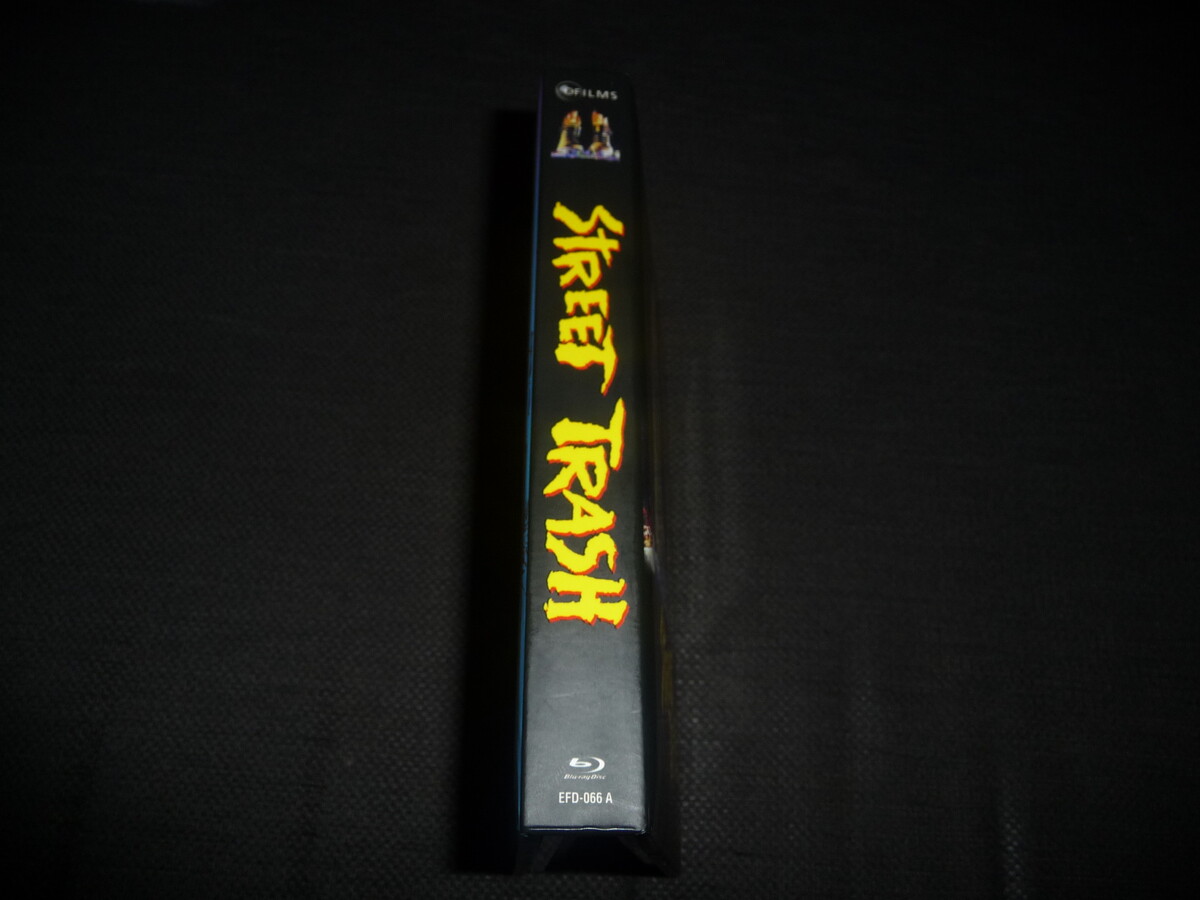 FILMS
STREET TRASH
Blu-ray Disc
EFD-066 A